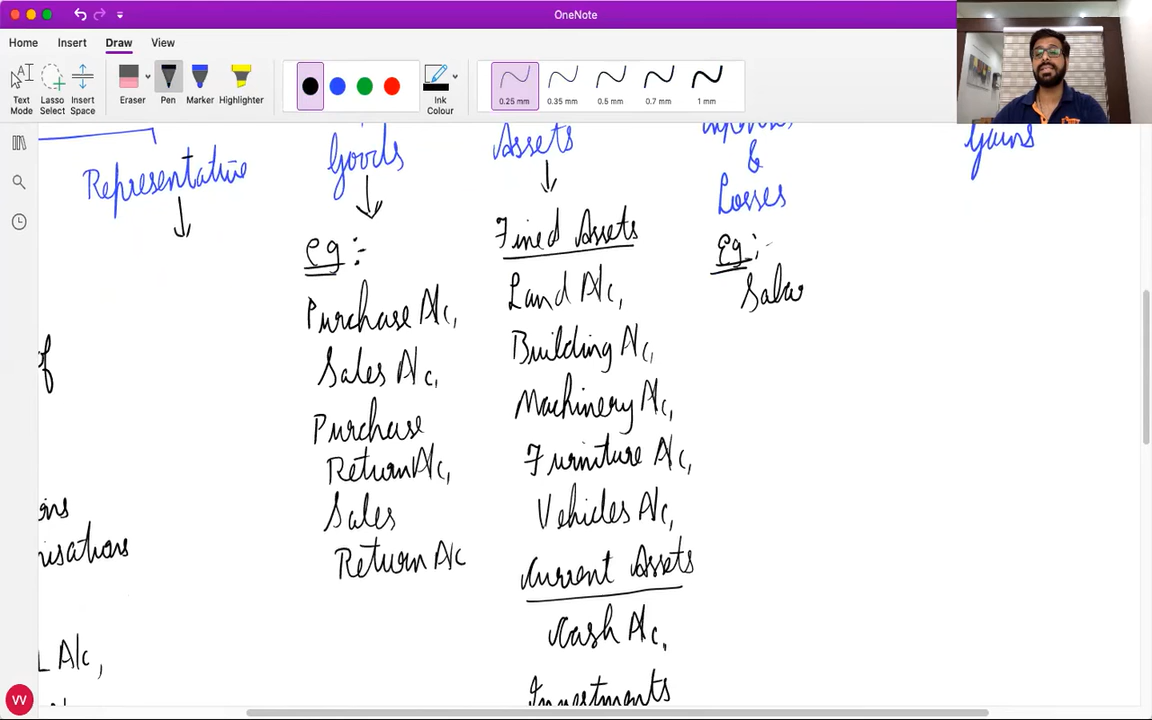 OneNote
Home Insert Draw View
Text Mode
Lasso Select
Insert Space
Eraser
Pen
Marker
Highlighter
Ink Colour
0.25 mm 0.35 mm 0.5 mm 0.7 mm 1 mm
Representative
of
L A/c,
Goods
eg :-
Purchase A/c,
Sales A/c,
Purchase
Return A/c,
Sales
Return A/c
Assets
Fixed Assets
Land A/c,
Building A/c,
Machinery A/c,
Furniture A/c,
Vehicles A/c,
Current Assets
Cash A/c,
Investments
&
Losses
Eg :-
Salar
Gains
VV